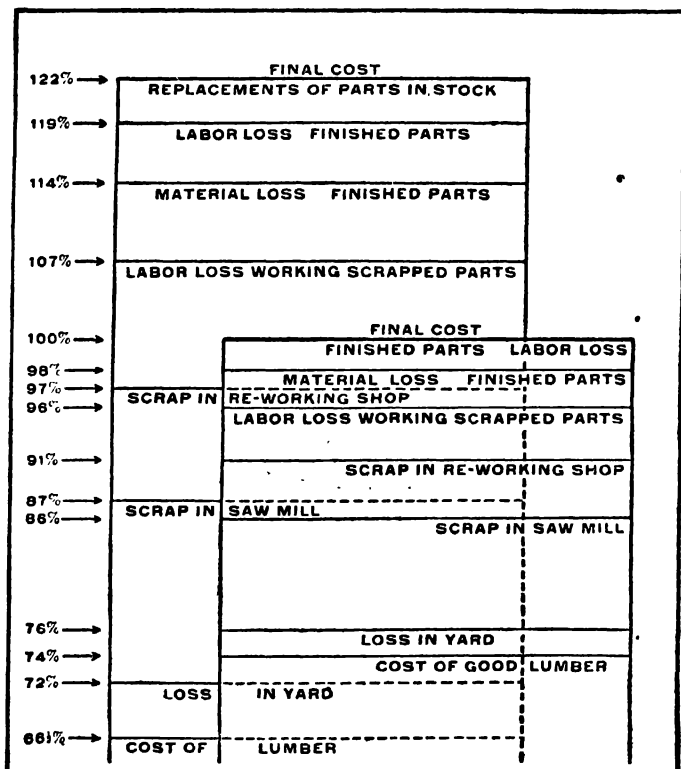 FINAL COST
122%
REPLACEMENTS OF PARTS IN STOCK
119%
LABOR LOSS FINISHED PARTS
114%
MATERIAL LOSS FINISHED PARTS
107%
LABOR LOSS WORKING SCRAPPED PARTS
100%
FINAL COST
FINISHED PARTS LABOR LOSS
98%
MATERIAL LOSS FINISHED PARTS
97%
SCRAP IN RE-WORKING SHOP
96%
LABOR LOSS WORKING SCRAPPED PARTS
91%
SCRAP IN RE-WORKING SHOP
87%
SCRAP IN SAW MILL
86%
SCRAP IN SAW MILL
76%
LOSS IN YARD
74%
COST OF GOOD LUMBER
72%
LOSS IN YARD
66½%
COST OF LUMBER